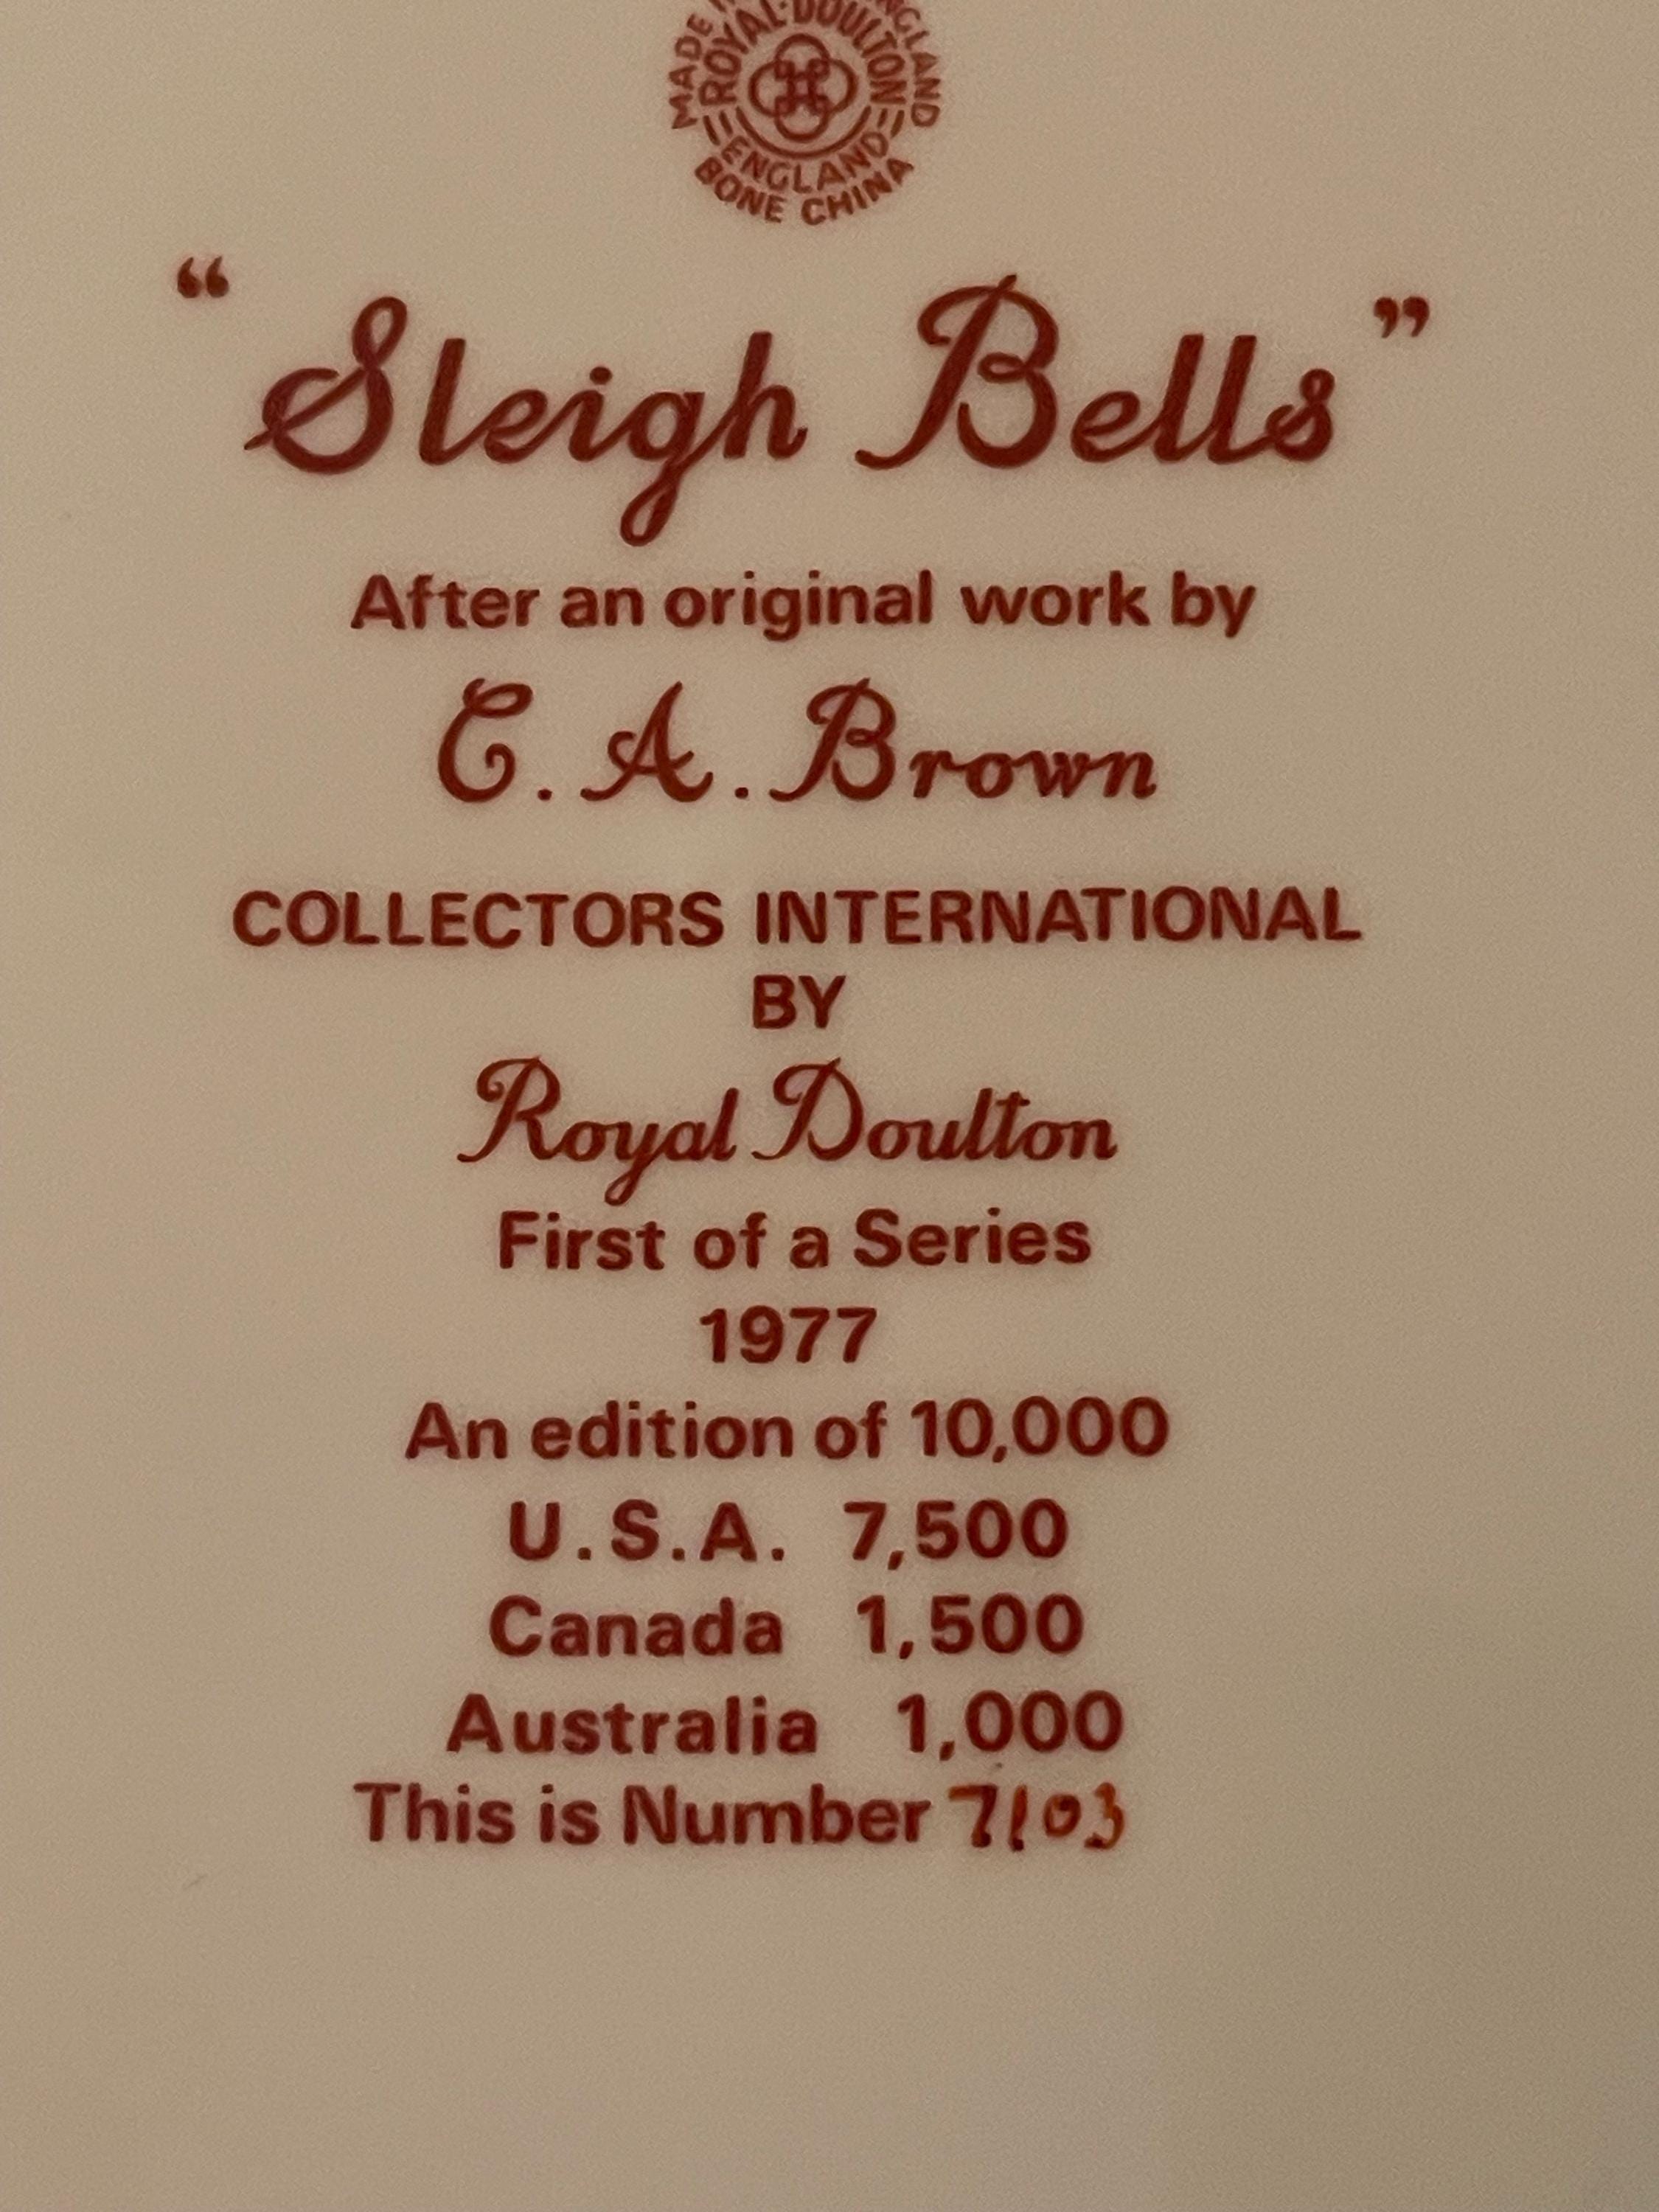 MADE ENGLAND
ROYAL·DOULTON
ENGLAND
BONE CHINA
“Sleigh Bells”
After an original work by
C. A. Brown
COLLECTORS INTERNATIONAL
BY
Royal Doulton
First of a Series
1977
An edition of 10,000
U.S.A. 7,500
Canada 1,500
Australia 1,000
This is Number 7103